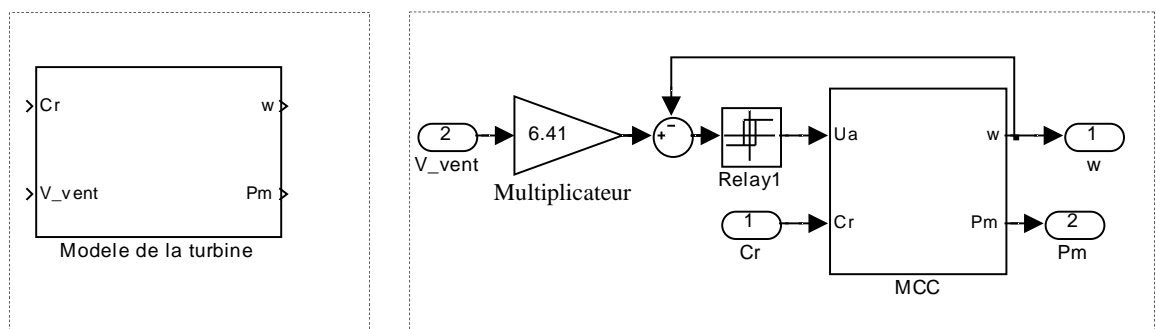 Cr
w
V_vent
Pm
Modele de la turbine
2
V_vent
6.41
Multiplicateur
Relay1
1
Cr
Ua
w
Cr
Pm
MCC
1
w
2
Pm